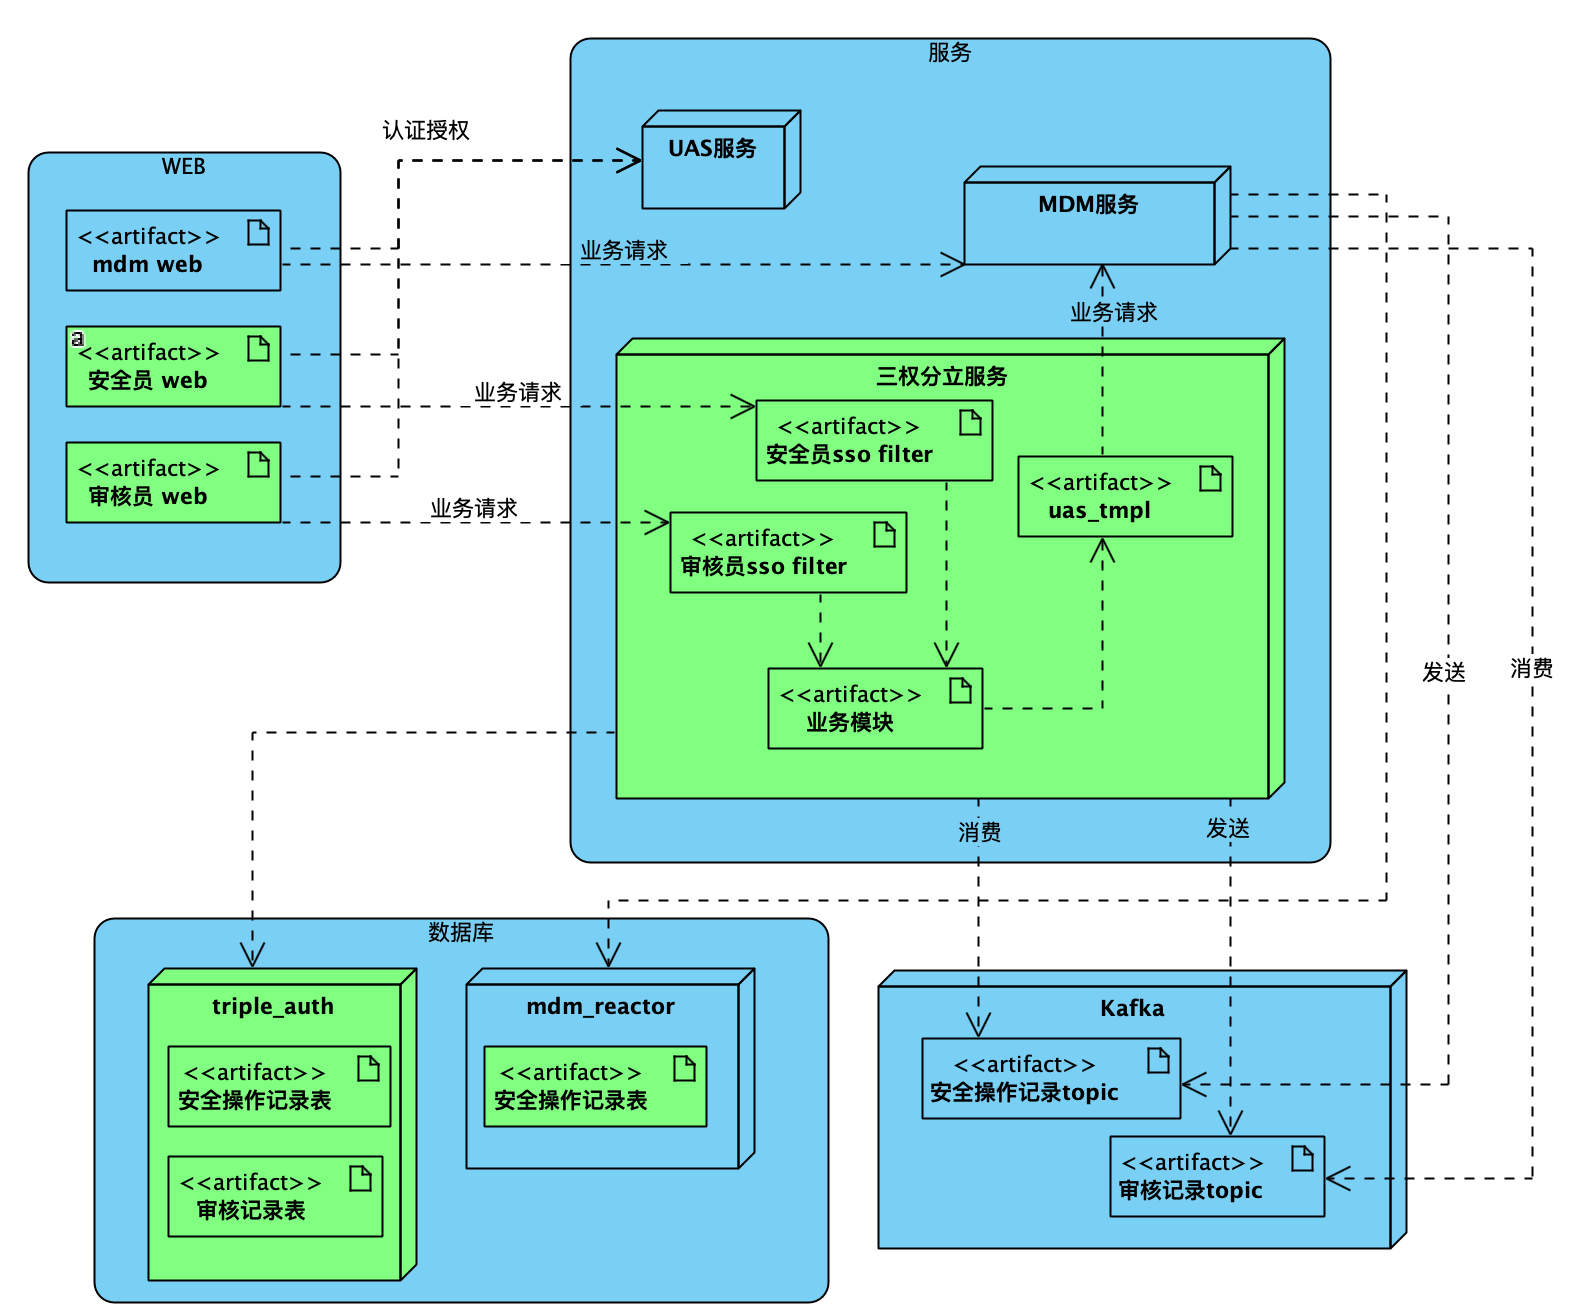 服务
认证授权
UAS服务
WEB
MDM服务
<<artifact>>
mdm web
业务请求
业务请求
a
<<artifact>>
安全员 web
三权分立服务
业务请求
<<artifact>>
安全员sso filter
<<artifact>>
审核员 web
<<artifact>>
uas_tmpl
业务请求
<<artifact>>
审核员sso filter
发送
消费
<<artifact>>
业务模块
消费
发送
数据库
triple_auth
mdm_reactor
Kafka
<<artifact>>
安全操作记录表
<<artifact>>
安全操作记录表
<<artifact>>
安全操作记录topic
<<artifact>>
审核记录表
<<artifact>>
审核记录topic